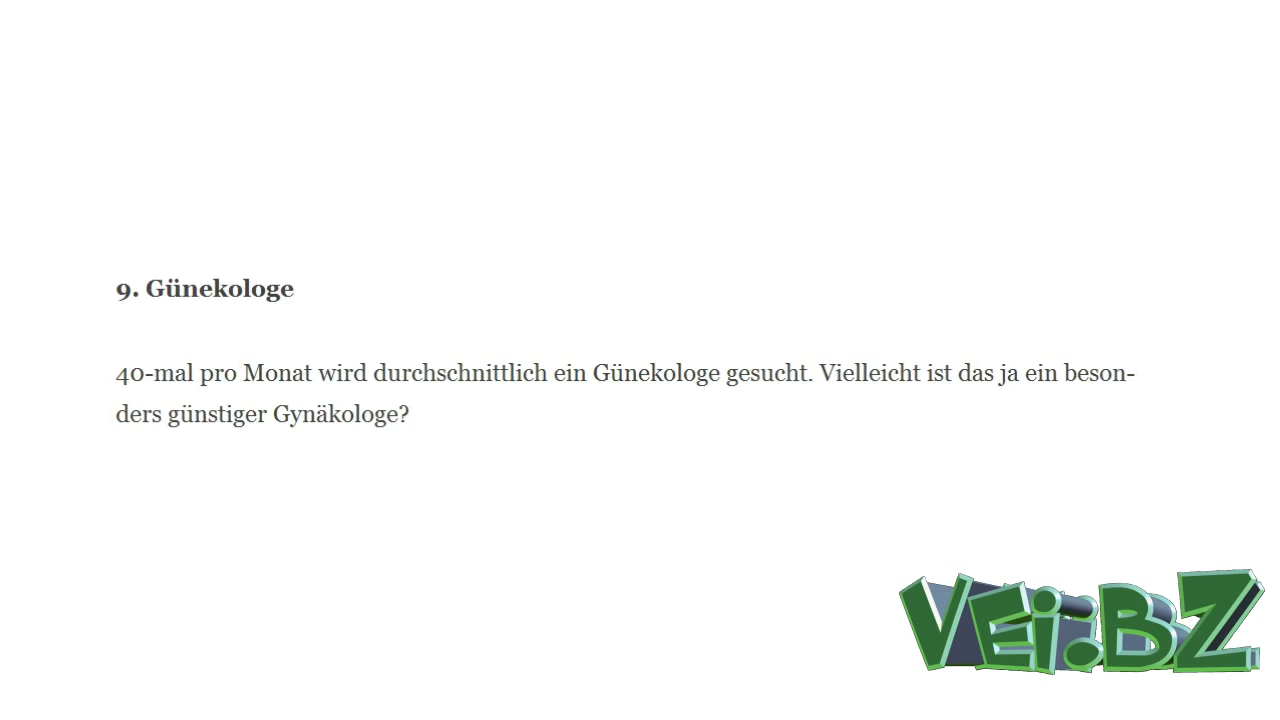 9. Günekologe
40-mal pro Monat wird durchschnittlich ein Günekologe gesucht. Vielleicht ist das ja ein beson-
ders günstiger Gynäkologe?
VEi.BZ